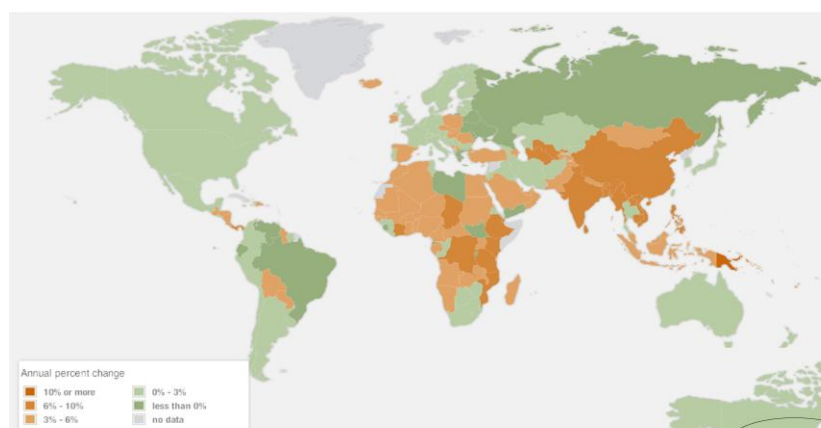 Annual percent change
10% or more
6% - 10%
3% - 6%
0% - 3%
less than 0%
no data